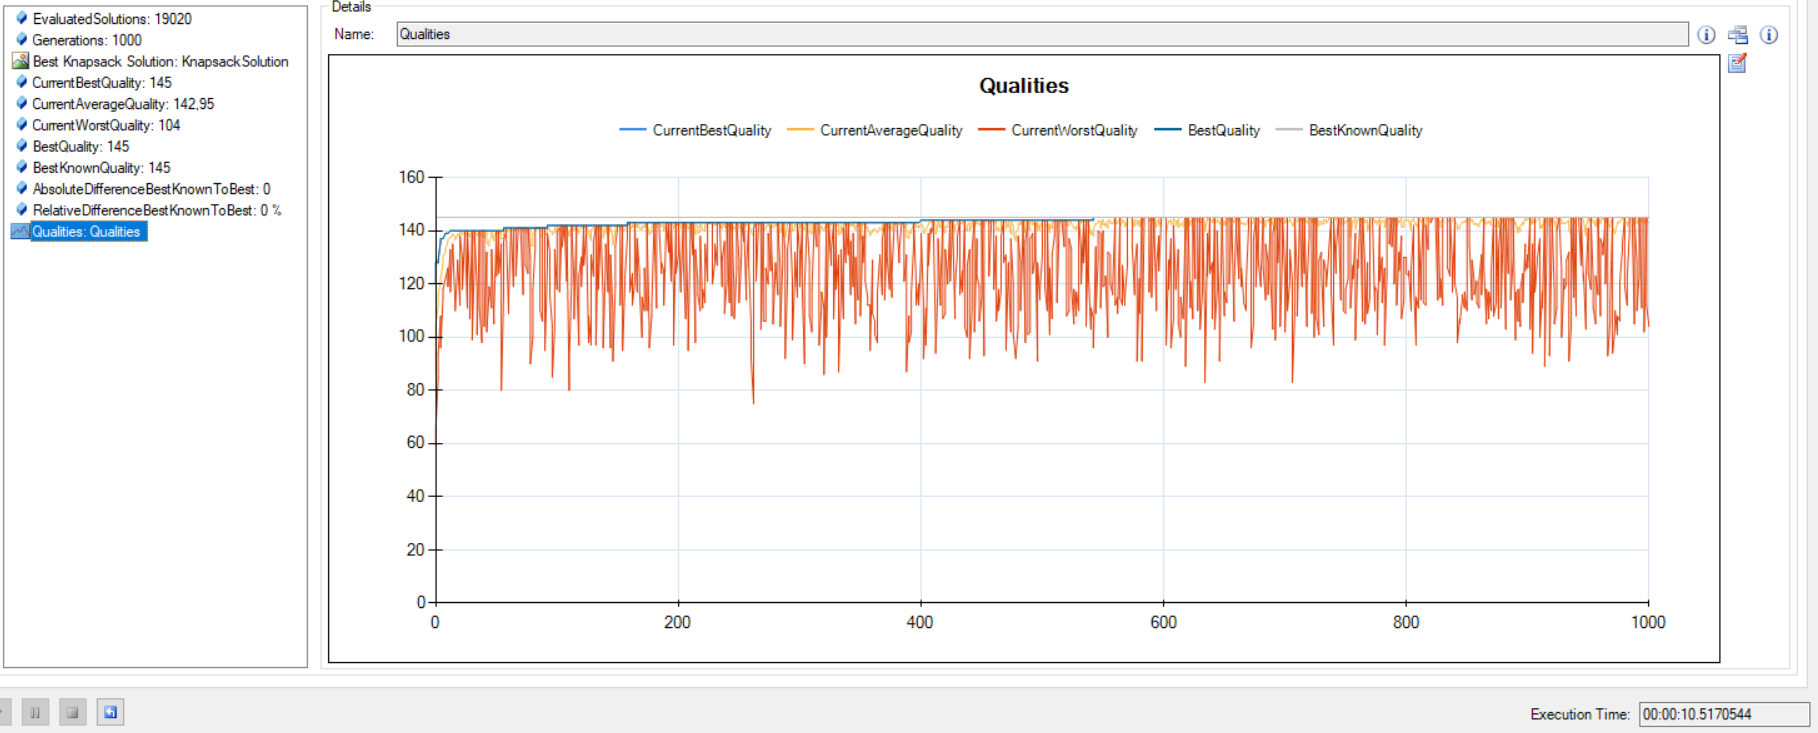 EvaluatedSolutions: 19020
Generations: 1000
Best Knapsack Solution: KnapsackSolution
CurrentBestQuality: 145
CurrentAverageQuality: 142,95
CurrentWorstQuality: 104
BestQuality: 145
BestKnownQuality: 145
AbsoluteDifferenceBestKnownToBest: 0
RelativeDifferenceBestKnownToBest: 0 %
Qualities: Qualities
Details
Name: Qualities
Qualities
CurrentBestQuality CurrentAverageQuality CurrentWorstQuality BestQuality BestKnownQuality
160
140
120
100
80
60
40
20
0
0 200 400 600 800 1000
Execution Time: 00:00:10.5170544